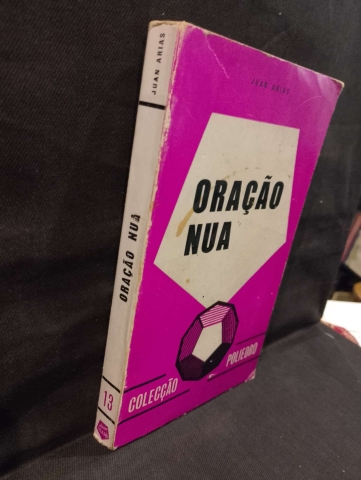 JUAN ARIAS
ORAÇÃO NUA
13
JUAN ARIAS
ORAÇÃO
NUA
COLECÇÃO
POLIEDRO